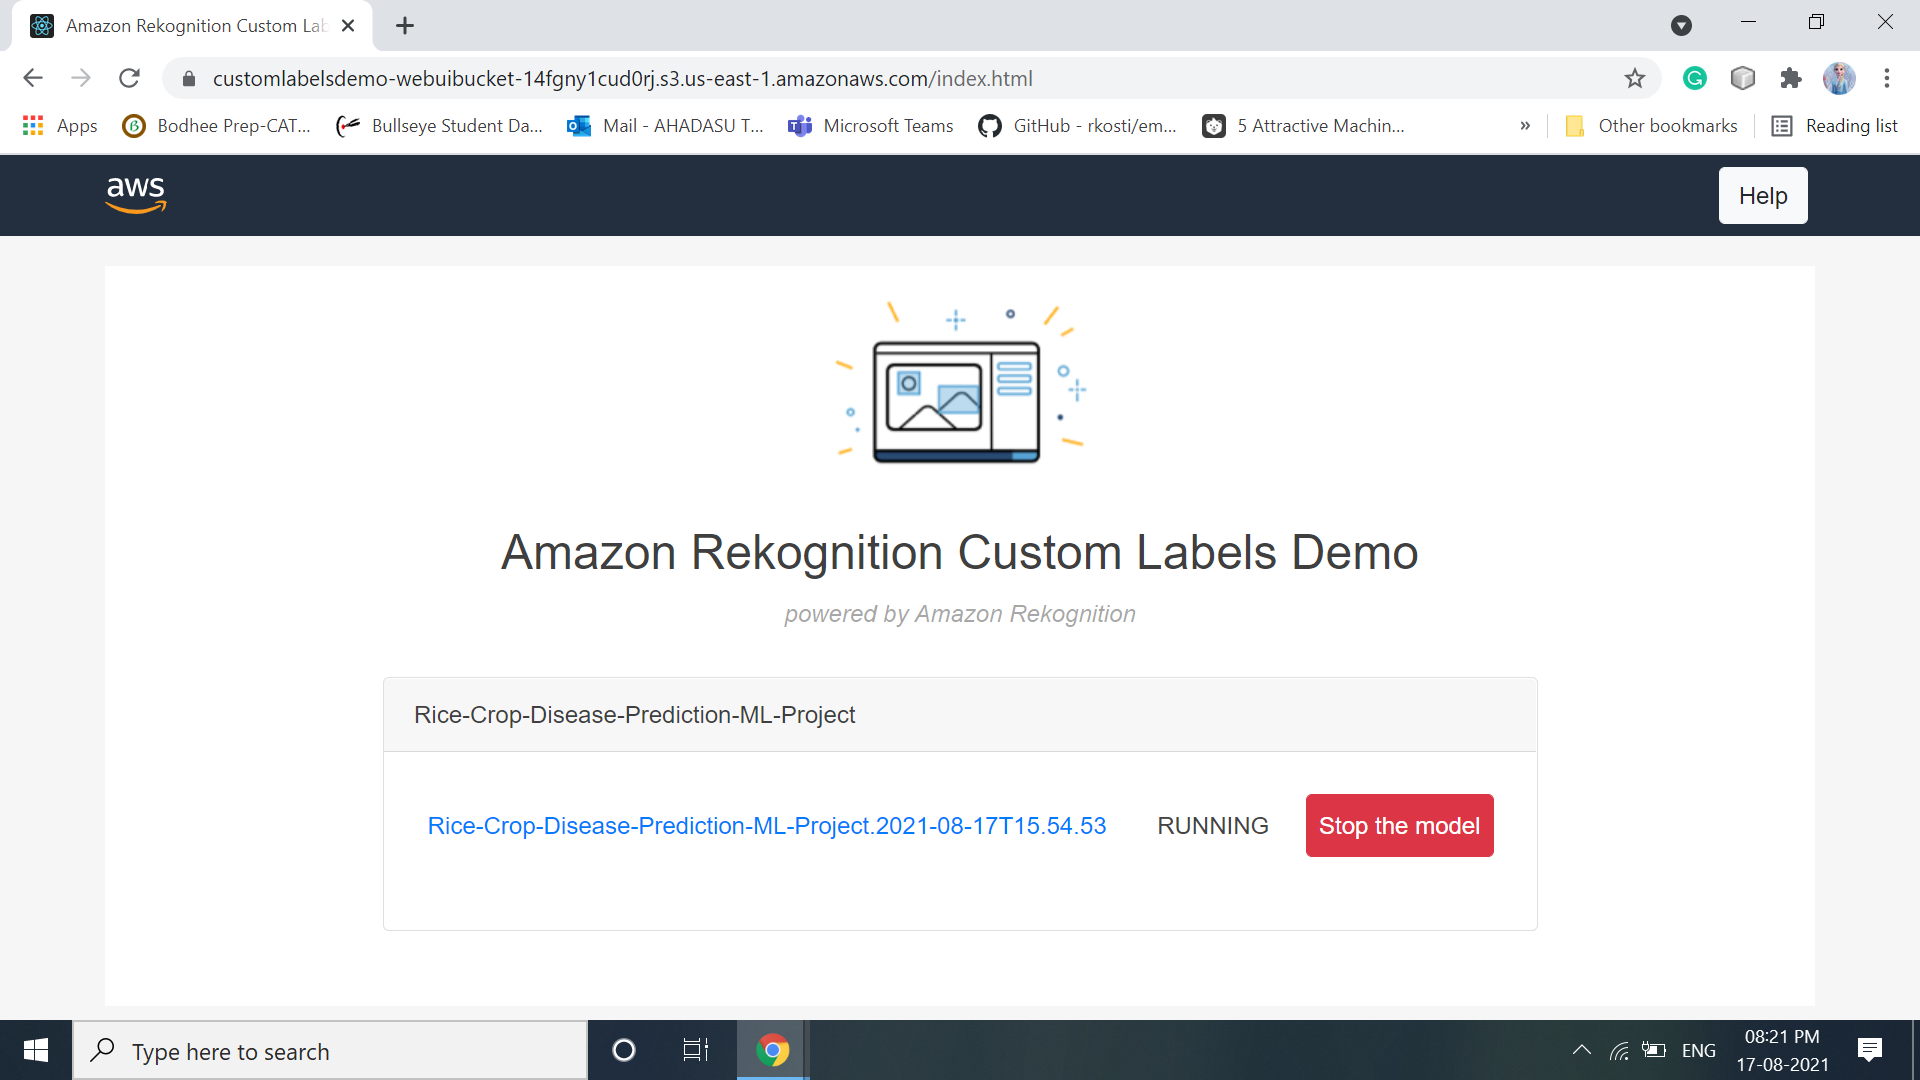 Amazon Rekognition Custom Lab
customlabelsdemo-webuibucket-14fgny1cud0rj.s3.us-east-1.amazonaws.com/index.html
Apps Bodhee Prep-CAT... Bullseye Student Da... Mail - AHADASU T... Microsoft Teams GitHub - rkosti/em... 5 Attractive Machin... » Other bookmarks Reading list
aws Help
Amazon Rekognition Custom Labels Demo
powered by Amazon Rekognition
Rice-Crop-Disease-Prediction-ML-Project
Rice-Crop-Disease-Prediction-ML-Project.2021-08-17T15.54.53 RUNNING Stop the model
Type here to search ENG 08:21 PM
17-08-2021